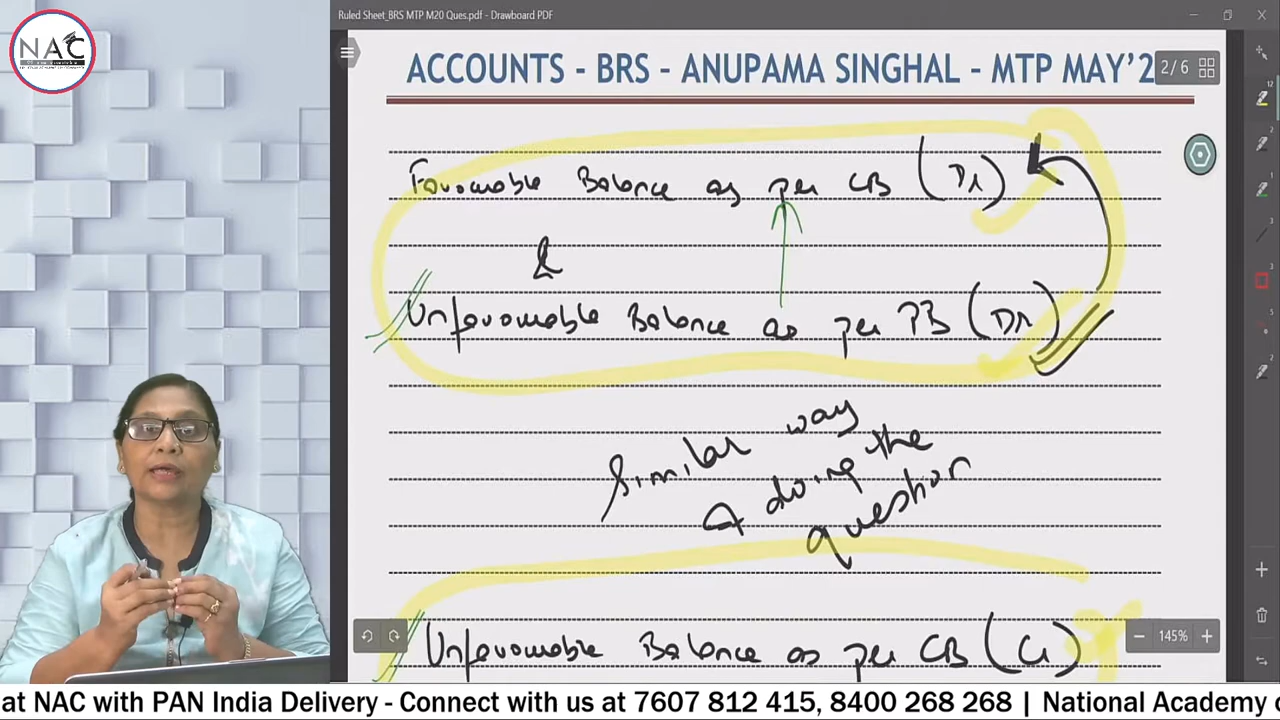 Ruled Sheet_BRS MTP M20 Ques.pdf - Drawboard PDF
NAC
ACCOUNTS - BRS - ANUPAMA SINGHAL - MTP MAY'2
2 / 6
Favourable Balance as per CB (Dr)
&
Unfavourable Balance as per PB (Dr)
Similar way
of doing the
question
Unfavourable Balance as per CB (Cr)
145%
at NAC with PAN India Delivery - Connect with us at 7607 812 415, 8400 268 268 | National Academy